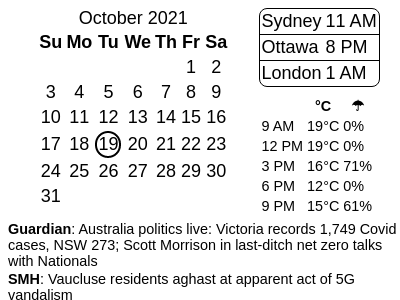 October 2021
Su Mo Tu We Th Fr Sa
1 2
3 4 5 6 7 8 9
10 11 12 13 14 15 16
17 18 19 20 21 22 23
24 25 26 27 28 29 30
31
Sydney 11 AM
Ottawa 8 PM
London 1 AM
°C ☂
9 AM 19°C 0%
12 PM 19°C 0%
3 PM 16°C 71%
6 PM 12°C 0%
9 PM 15°C 61%
Guardian: Australia politics live: Victoria records 1,749 Covid
cases, NSW 273; Scott Morrison in last-ditch net zero talks
with Nationals
SMH: Vaucluse residents aghast at apparent act of 5G
vandalism